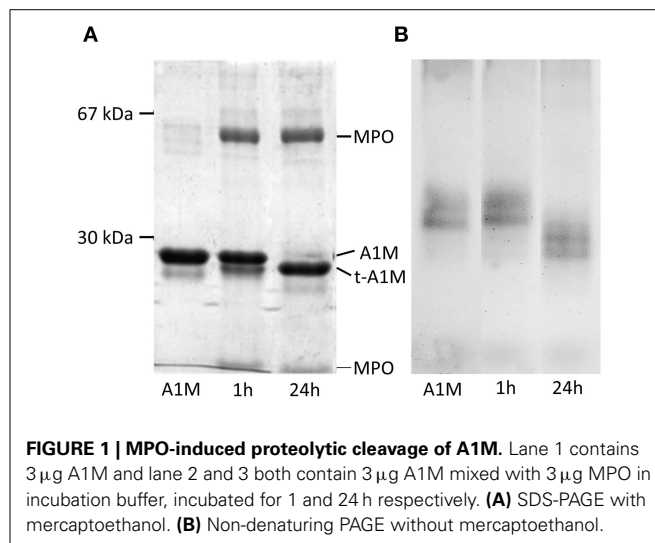 A
B
67 kDa
MPO
30 kDa
A1M
t-A1M
MPO
A1M 1h 24h
A1M 1h 24h
FIGURE 1 | MPO-induced proteolytic cleavage of A1M. Lane 1 contains
3 µg A1M and lane 2 and 3 both contain 3 µg A1M mixed with 3 µg MPO in
incubation buffer, incubated for 1 and 24 h respectively. (A) SDS-PAGE with
mercaptoethanol. (B) Non-denaturing PAGE without mercaptoethanol.